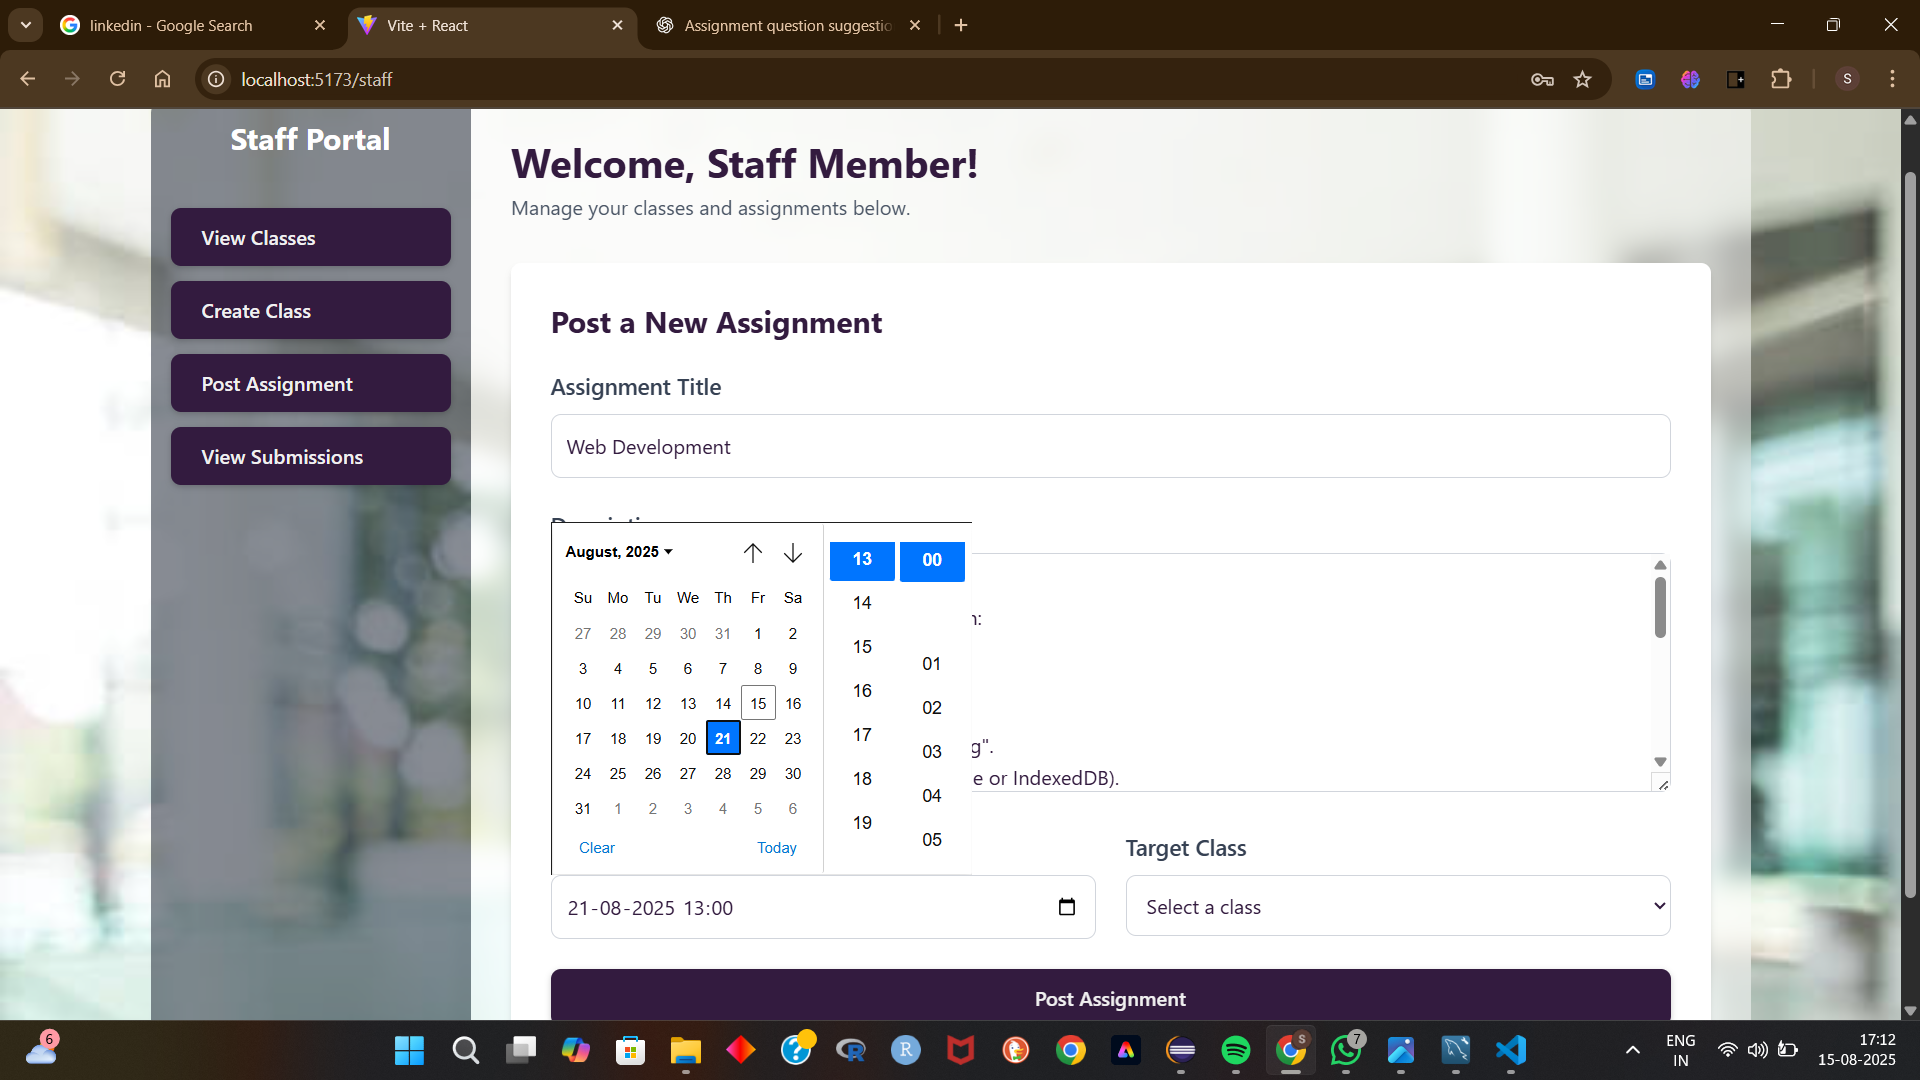 linkedin - Google Search
Vite + React
Assignment question suggestio
localhost:5173/staff
S
Staff Portal
View Classes
Create Class
Post Assignment
View Submissions
Welcome, Staff Member!
Manage your classes and assignments below.
Post a New Assignment
Assignment Title
Web Development
n:
g".
e or IndexedDB).
August, 2025
Su Mo Tu We Th Fr Sa
27 28 29 30 31 1 2
3 4 5 6 7 8 9
10 11 12 13 14 15 16
17 18 19 20 21 22 23
24 25 26 27 28 29 30
31 1 2 3 4 5 6
Clear Today
13 00
14
15
16
17
18
19
01
02
03
04
05
21-08-2025 13:00
Target Class
Select a class
Post Assignment
6
S
7
ENG
IN
17:12
15-08-2025